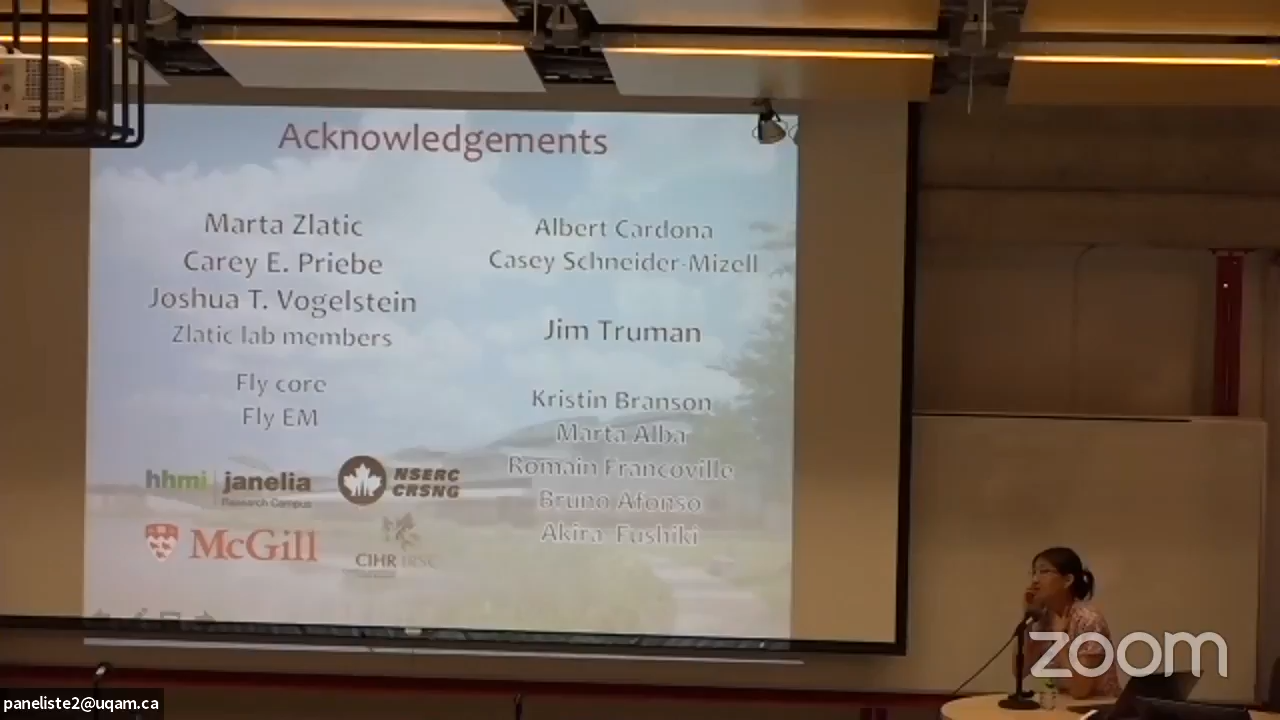 Acknowledgements
Marta Zlatic
Carey E. Priebe
Joshua T. Vogelstein
Zlatic lab members
Fly core
Fly EM
Albert Cardona
Casey Schneider-Mizell
Jim Truman
Kristin Branson
Marta Alba
Romain Francoville
Bruno Afonso
Akira Fushiki
hhmi janelia
Research Campus
NSERC
CRSNG
McGill
CIHR IRSC
zoom
paneliste2@uqam.ca